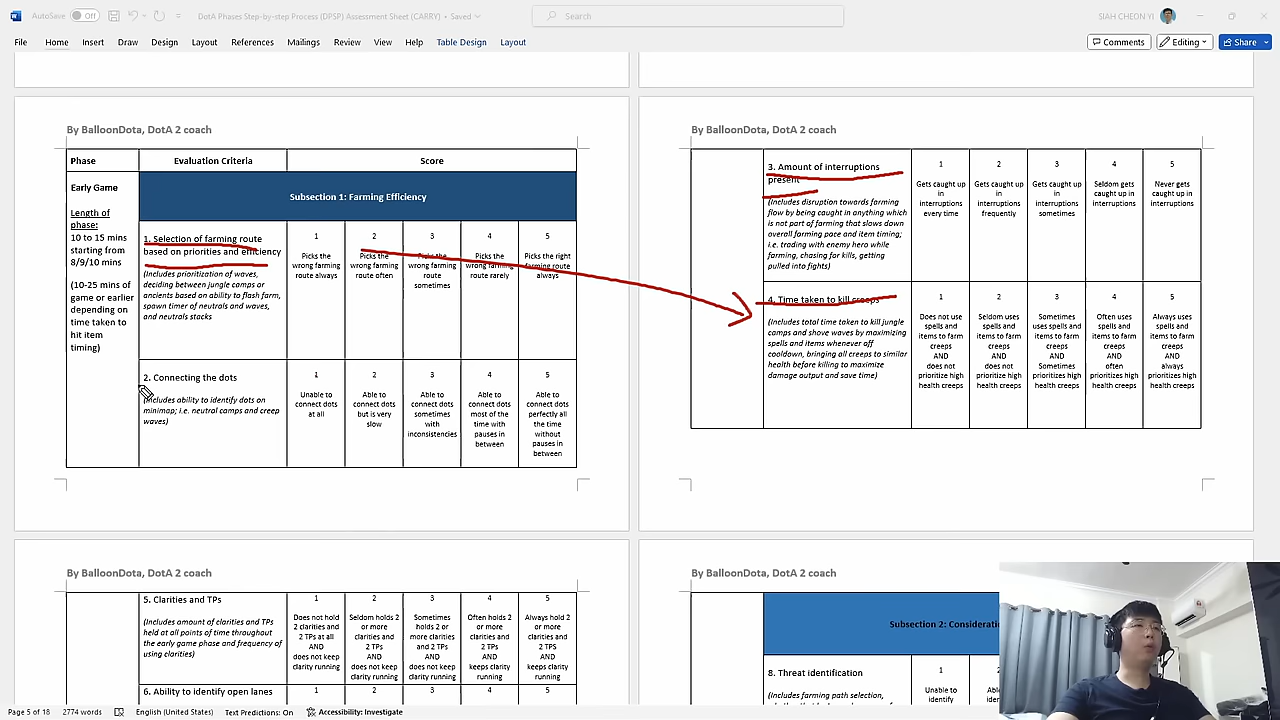 AutoSave Off DotA Phases Step-by-step Process (DPSP) Assessment Sheet (CARRY) • Saved Search SIAH CHEON YI
File Home Insert Draw Design Layout References Mailings Review View Help Table Design Layout Comments Editing Share
By BalloonDota, DotA 2 coach
Phase Evaluation Criteria Score
Early Game
Length of
phase:
10 to 15 mins
starting from
8/9/10 mins
(10-25 mins of
game or earlier
depending on
time taken to
hit item
timing)
Subsection 1: Farming Efficiency
1. Selection of farming route
based on priorities and efficiency
(Includes prioritization of waves,
deciding between jungle camps or
ancients based on ability to flash farm,
spawn timer of neutrals and waves,
and neutrals stacks
1
Picks the
wrong farming
route always
2
Picks the
wrong farming
route often
3
Picks the
wrong farming
route
sometimes
4
Picks the
wrong farming
route rarely
5
Picks the right
farming route
always
2. Connecting the dots
(Includes ability to identify dots on
minimap; i.e. neutral camps and creep
waves)
1
Unable to
connect dots
at all
2
Able to
connect dots
but is very
slow
3
Able to
connect dots
sometimes
with
inconsistencies
4
Able to
connect dots
most of the
time with
pauses in
between
5
Able to
connect dots
perfectly all
the time
without
pauses in
between
By BalloonDota, DotA 2 coach
3. Amount of interruptions
present
(Includes disruption towards farming
flow by being caught in anything which
is not part of farming that slows down
overall farming pace and item timing;
i.e. trading with enemy hero while
farming, chasing for kills, getting
pulled into fights)
1
Gets caught up
in
interruptions
every time
2
Gets caught up
in
interruptions
frequently
3
Gets caught up
in
interruptions
sometimes
4
Seldom gets
caught up in
interruptions
5
Never gets
caught up in
interruptions
4. Time taken to kill creeps
(Includes total time taken to kill jungle
camps and shove waves by maximizing
spells and items whenever off
cooldown, bringing all creeps to similar
health before killing to maximize
damage output and save time)
1
Does not use
spells and
items to farm
creeps
AND
does not
prioritize high
health creeps
2
Seldom uses
spells and
items to farm
creeps
AND
does not
prioritize high
health creeps
3
Sometimes
uses spells and
items to farm
creeps
AND
Sometimes
prioritizes high
health creeps
4
Often uses
spells and
items to farm
creeps
AND
often
prioritizes high
health creeps
5
Always uses
spells and
items to farm
creeps
AND
always
prioritizes high
health creeps
By BalloonDota, DotA 2 coach
5. Clarities and TPs
(Includes amount of clarities and TPs
held at all points of time throughout
the early game phase and frequency of
using clarities)
1
Does not hold
2 clarities and
2 TPs at all
AND
does not keep
clarity running
2
Seldom holds 2
or more
clarities and
2 TPs
AND
does not keep
clarity running
3
Sometimes
holds 2 or
more clarities
and 2 TPs
AND
keeps clarity
running
4
Often holds 2
or more
clarities and
2 TPs
AND
keeps clarity
running
5
Always hold 2
or more
clarities and
2 TPs
AND
keeps clarity
running
6. Ability to identify open lanes 1 2 3 4 5
By BalloonDota, DotA 2 coach
Subsection 2:
8. Threat identification
(Includes farming path selection,
1
Unable to
identify
2
Page 5 of 18 2774 words English (United States) Text Predictions: On Accessibility: Investigate